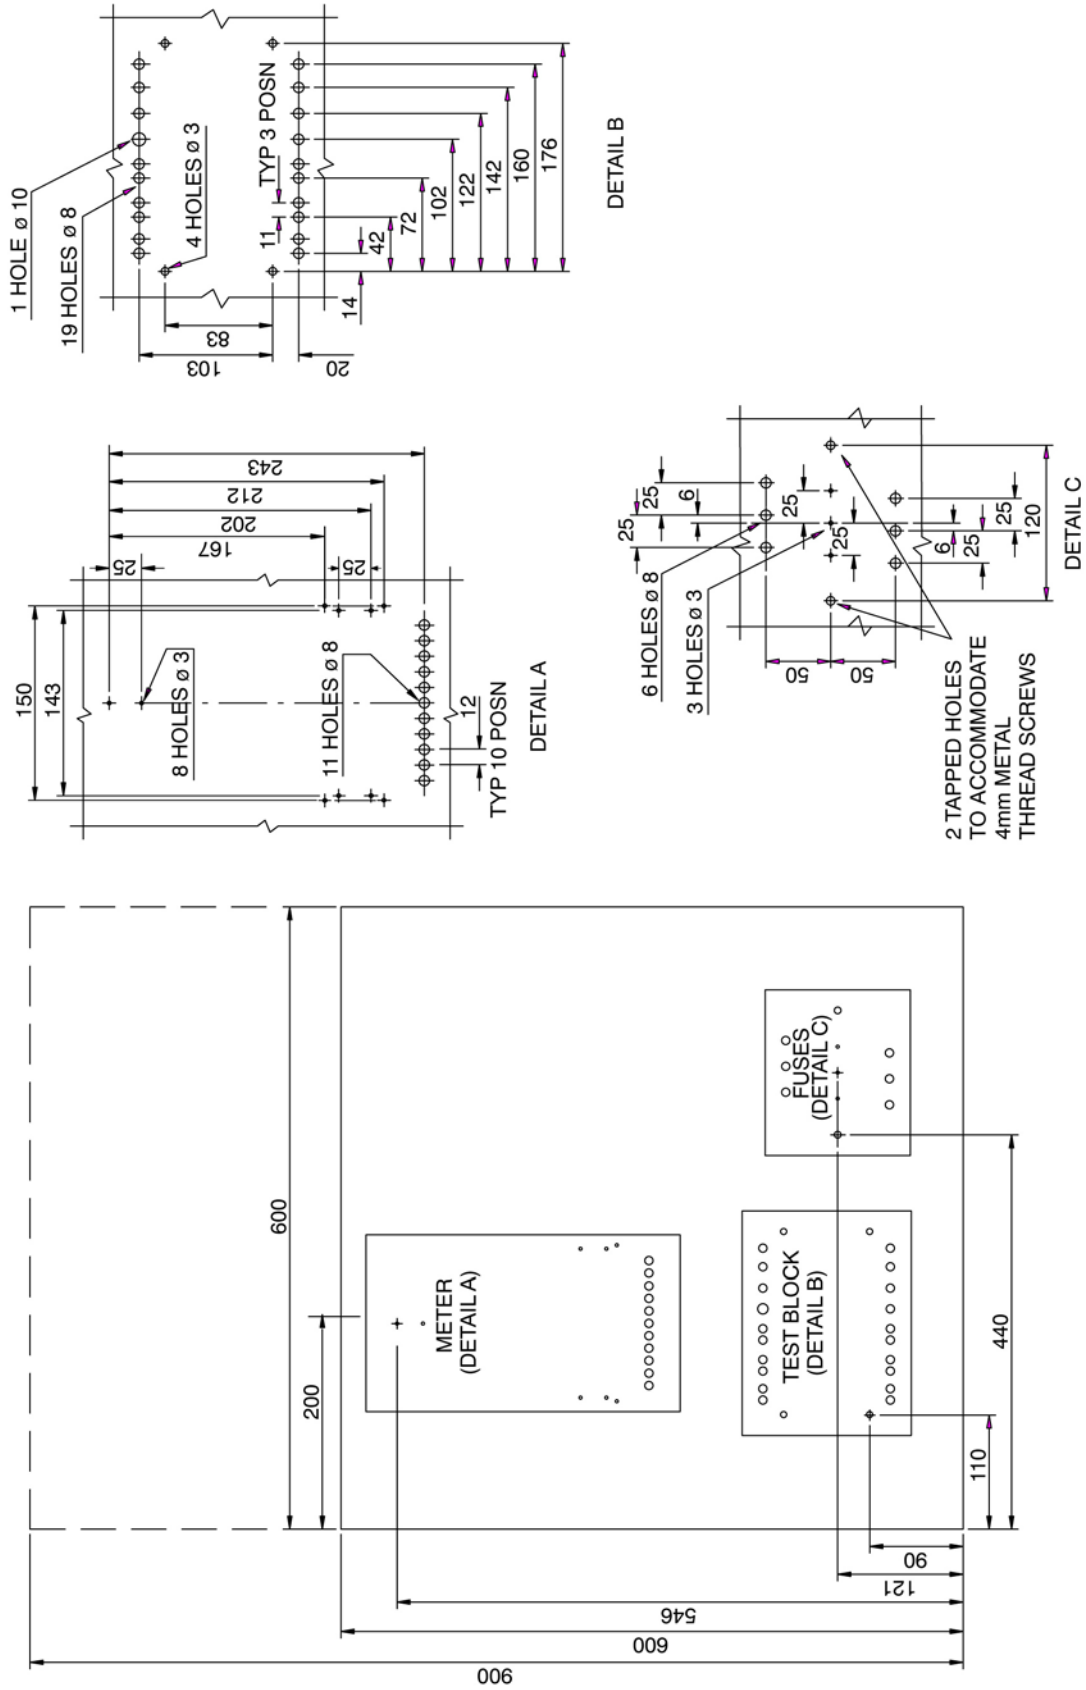 1 HOLE ø 10
19 HOLES ø 8
4 HOLES ø 3
TYP 3 POSN
11
14
42
72
102
122
142
160
176
83
103
20
DETAIL B
150
143
25
167
202
212
243
8 HOLES ø 3
25
11 HOLES ø 8
12
TYP 10 POSN
DETAIL A
25
25
6
25
25
6
25
25
120
50
50
6 HOLES ø 8
3 HOLES ø 3
2 TAPPED HOLES
TO ACCOMMODATE
4mm METAL
THREAD SCREWS
DETAIL C
600
200
METER
(DETAIL A)
TEST BLOCK
(DETAIL B)
FUSES
(DETAIL C)
440
110
90
121
546
600
900